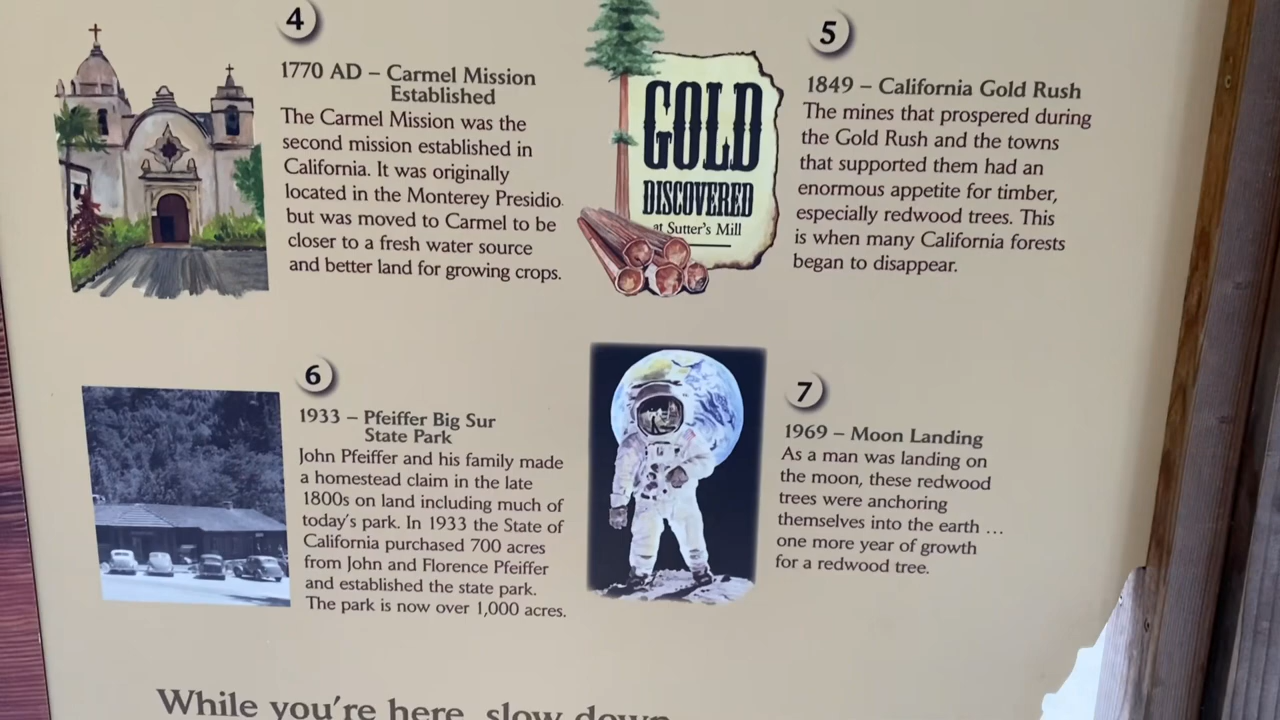 4
1770 AD – Carmel Mission
Established
The Carmel Mission was the
second mission established in
California. It was originally
located in the Monterey Presidio
but was moved to Carmel to be
closer to a fresh water source
and better land for growing crops.
GOLD
DISCOVERED
at Sutter's Mill
5
1849 – California Gold Rush
The mines that prospered during
the Gold Rush and the towns
that supported them had an
enormous appetite for timber,
especially redwood trees. This
is when many California forests
began to disappear.
6
1933 – Pfeiffer Big Sur
State Park
John Pfeiffer and his family made
a homestead claim in the late
1800s on land including much of
today's park. In 1933 the State of
California purchased 700 acres
from John and Florence Pfeiffer
and established the state park.
The park is now over 1,000 acres.
7
1969 – Moon Landing
As a man was landing on
the moon, these redwood
trees were anchoring
themselves into the earth ...
one more year of growth
for a redwood tree.
While you're here, slow down